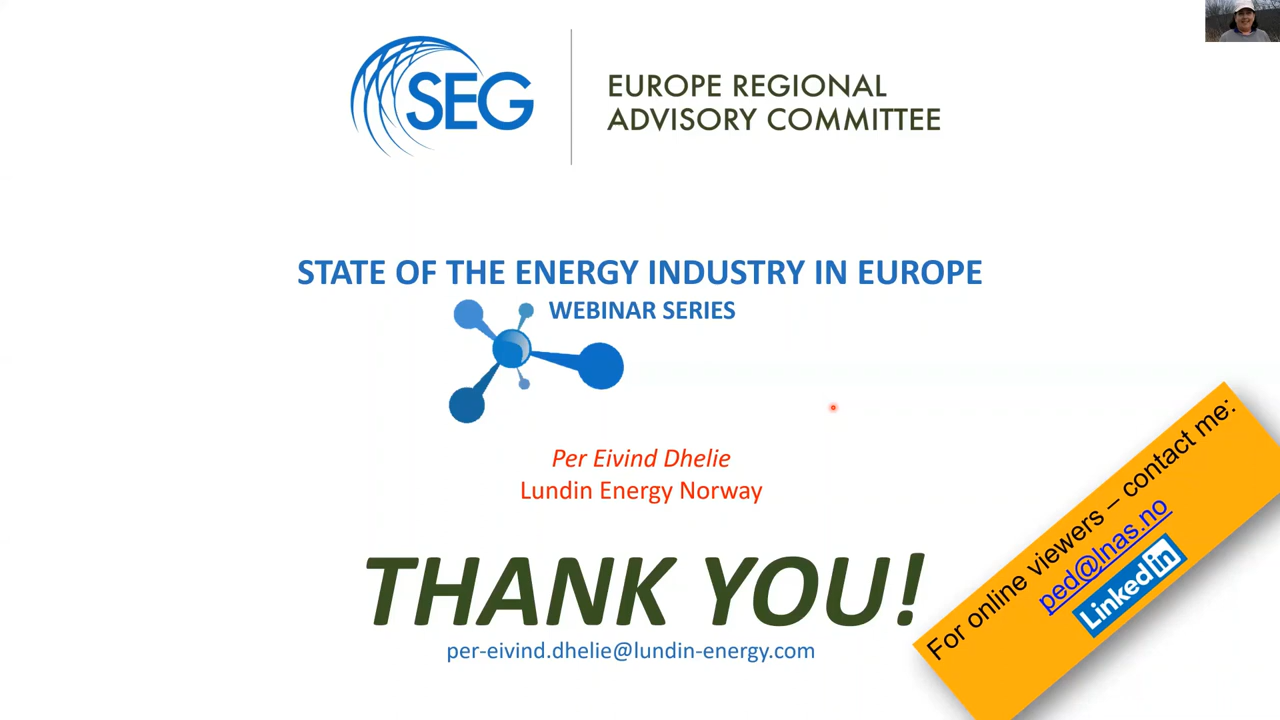 SEG
EUROPE REGIONAL
ADVISORY COMMITTEE
STATE OF THE ENERGY INDUSTRY IN EUROPE
WEBINAR SERIES
Per Eivind Dhelie
Lundin Energy Norway
THANK YOU!
per-eivind.dhelie@lundin-energy.com
For online viewers – contact me:
ped@lnas.no
LinkedIn